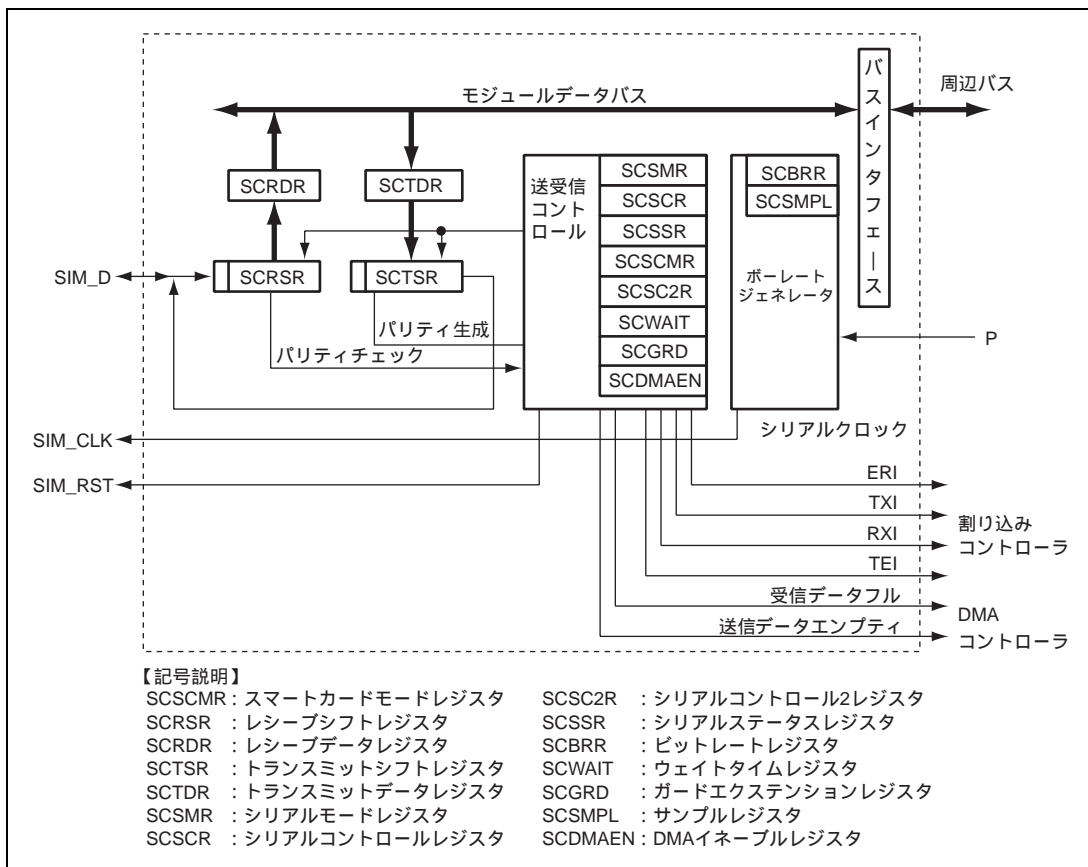 モジュールデータバス
バスインタフェース
周辺バス
SCRDR
SCTDR
送受信
コント
ロール
SCSMR
SCSCR
SCSSR
SCSCMR
SCSC2R
SCWAIT
SCGRD
SCDMAEN
SCBRR
SCSMPL
ボーレート
ジェネレータ
SIM_D
SCRSR
SCTSR
パリティ生成
パリティチェック
P
シリアルクロック
SIM_CLK
SIM_RST
ERI
TXI
RXI
TEI
割り込み
コントローラ
受信データフル
送信データエンプティ
DMA
コントローラ
【記号説明】
SCSCMR:スマートカードモードレジスタ
SCRSR :レシーブシフトレジスタ
SCRDR :レシーブデータレジスタ
SCTSR :トランスミットシフトレジスタ
SCTDR :トランスミットデータレジスタ
SCSMR :シリアルモードレジスタ
SCSCR :シリアルコントロールレジスタ
SCSC2R :シリアルコントロール2レジスタ
SCSSR :シリアルステータスレジスタ
SCBRR :ビットレートレジスタ
SCWAIT :ウェイトタイムレジスタ
SCGRD :ガードエクステンションレジスタ
SCSMPL :サンプルレジスタ
SCDMAEN:DMAイネーブルレジスタ